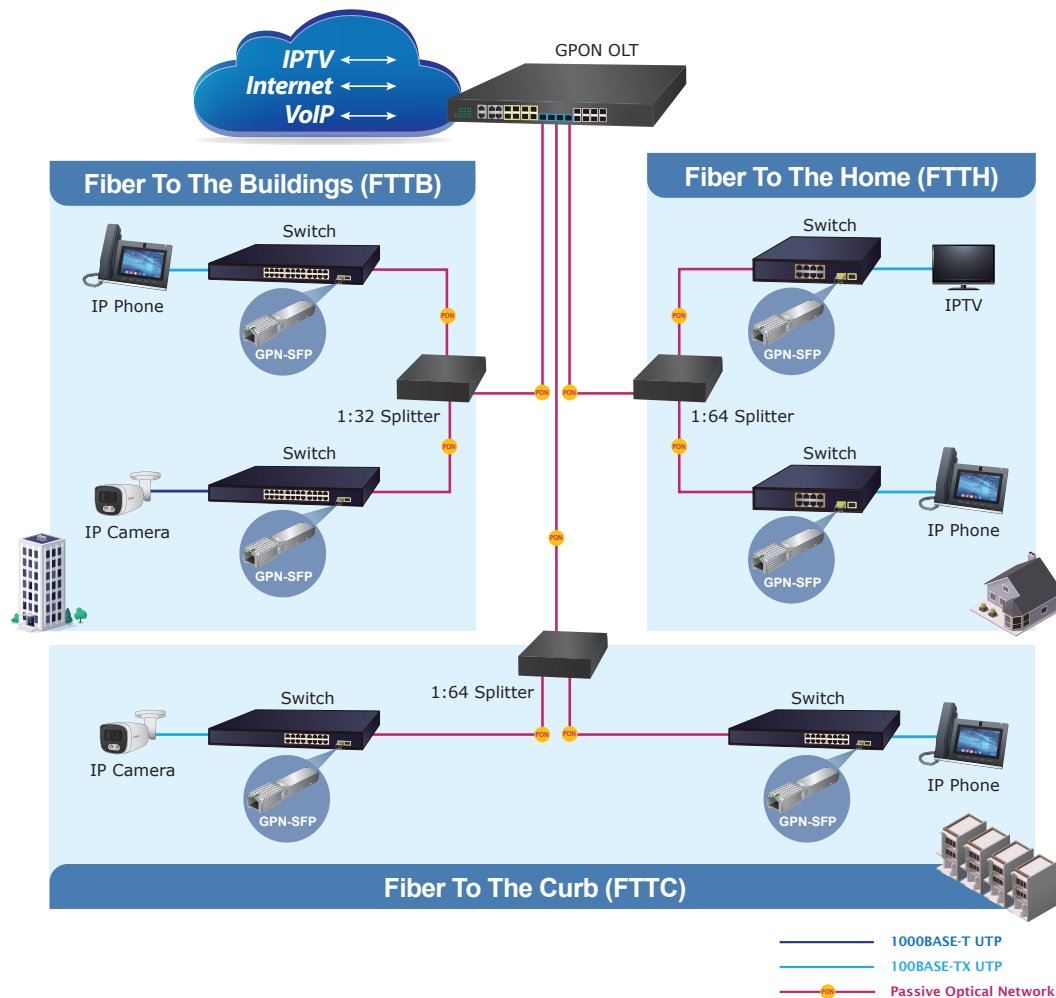 GPON OLT
IPTV
Internet
VoIP
Fiber To The Buildings (FTTB)
Switch
IP Phone
GPN-SFP
PON
1:32 Splitter
PON
PON
Switch
IP Camera
GPN-SFP
Fiber To The Home (FTTH)
Switch
IPTV
GPN-SFP
PON
PON
1:64 Splitter
PON
Switch
IP Phone
GPN-SFP
PON
1:64 Splitter
Switch
IP Camera
PON
PON
GPN-SFP
Switch
IP Phone
GPN-SFP
Fiber To The Curb (FTTC)
1000BASE-T UTP
100BASE-TX UTP
PON
Passive Optical Network